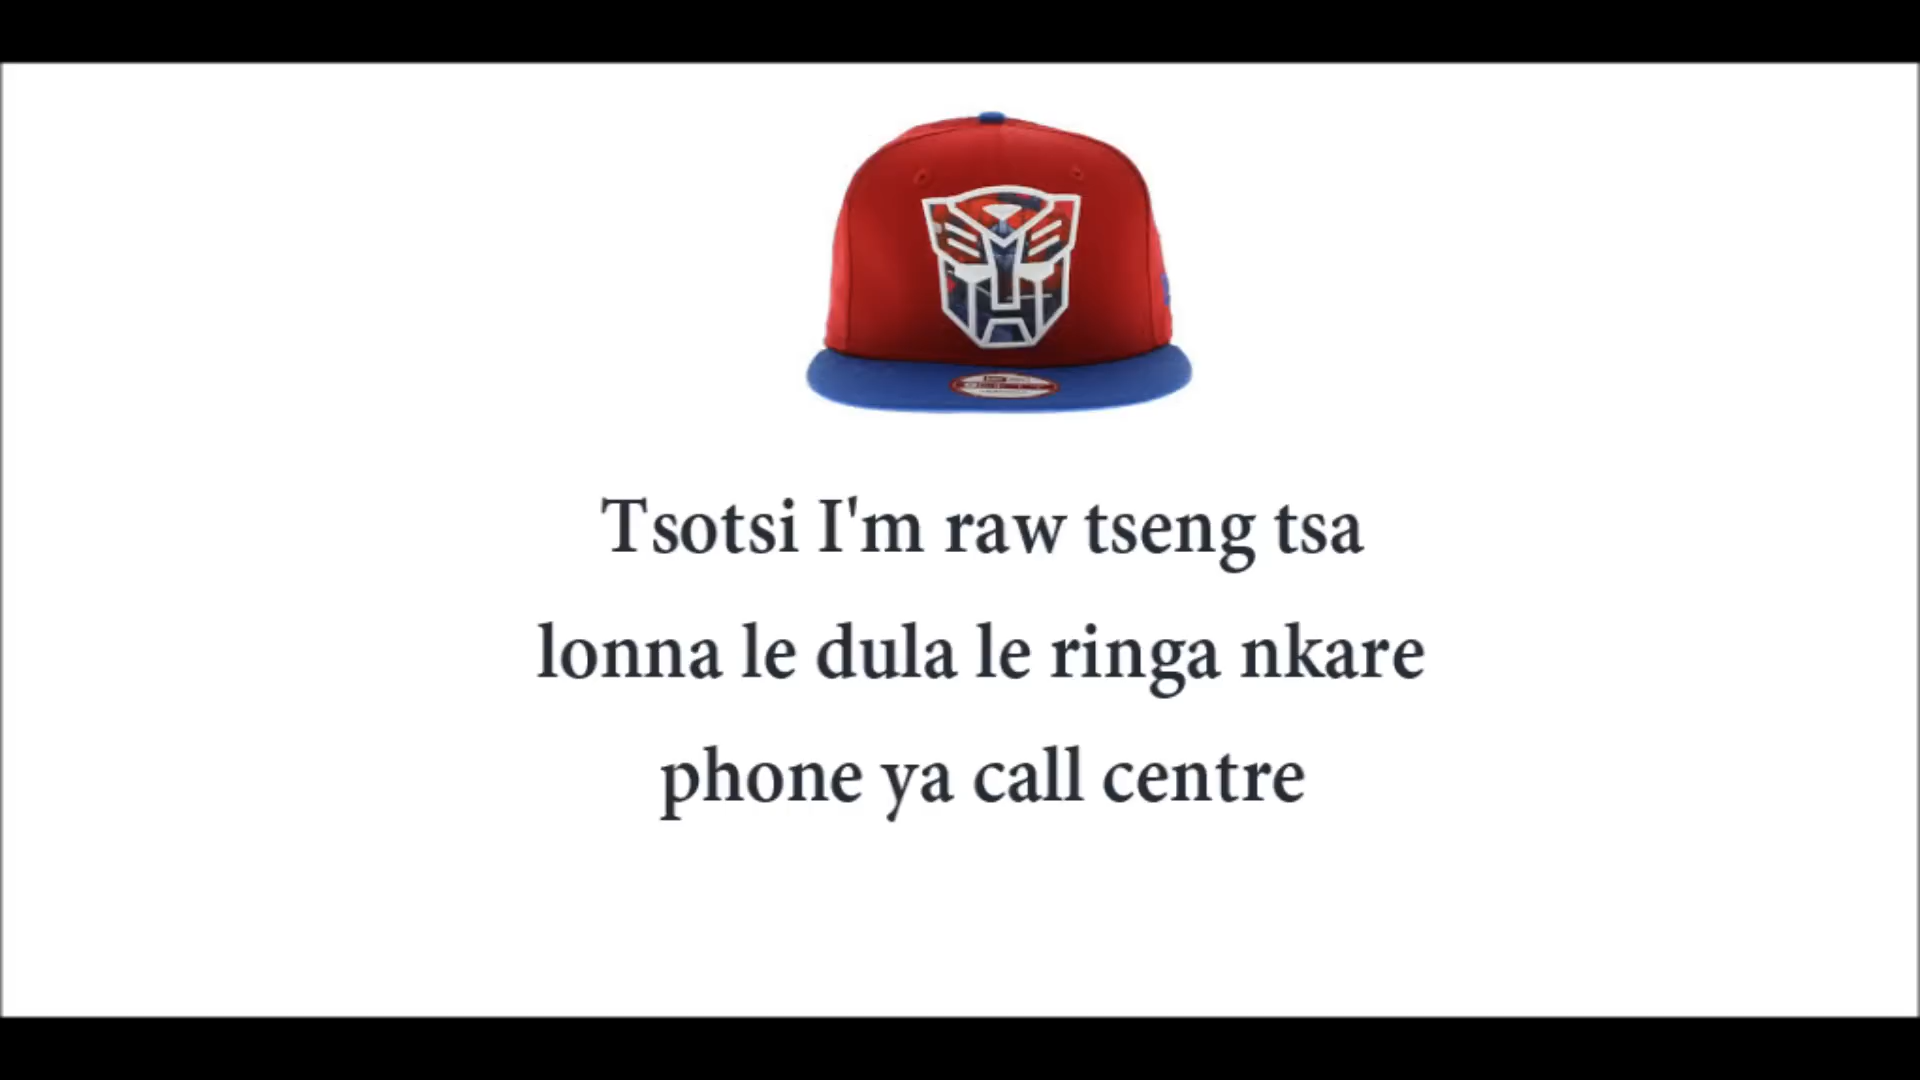 Tsotsi I'm raw tseng tsa
lonna le dula le ringa nkare
phone ya call centre